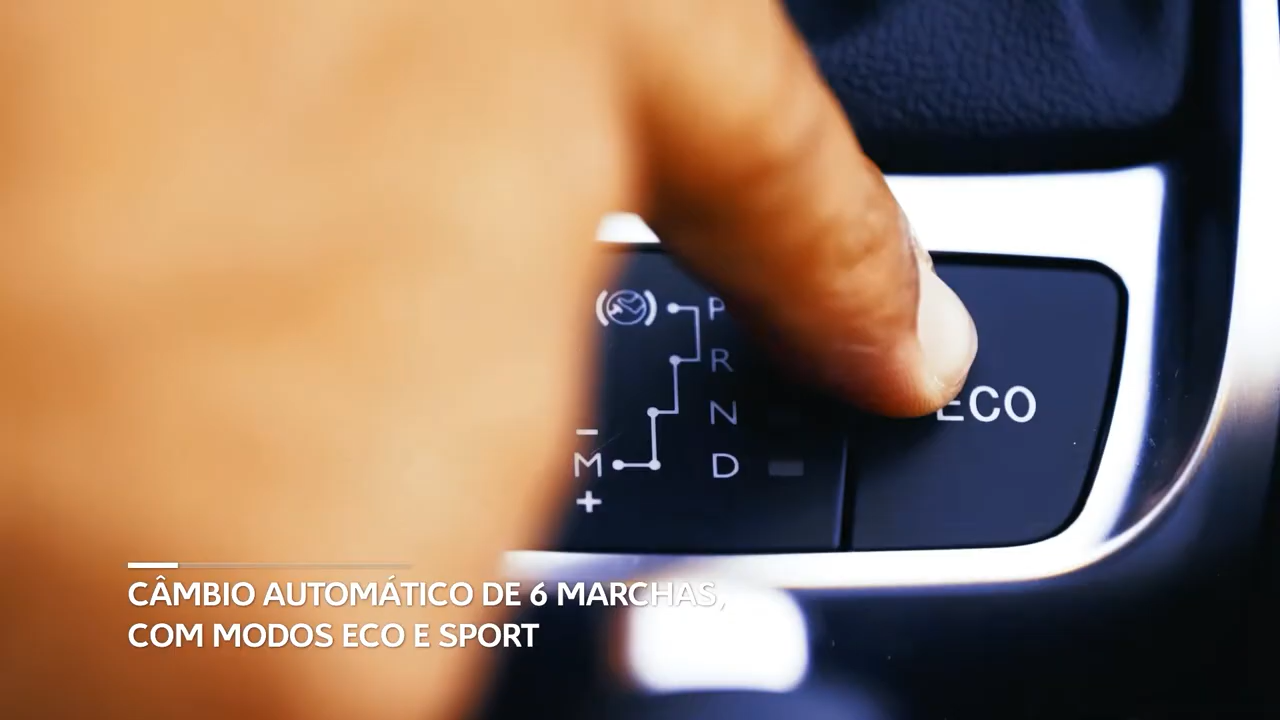 P
R
ECO
N
−
M
D
+
CÂMBIO AUTOMÁTICO DE 6 MARCHAS,
COM MODOS ECO E SPORT